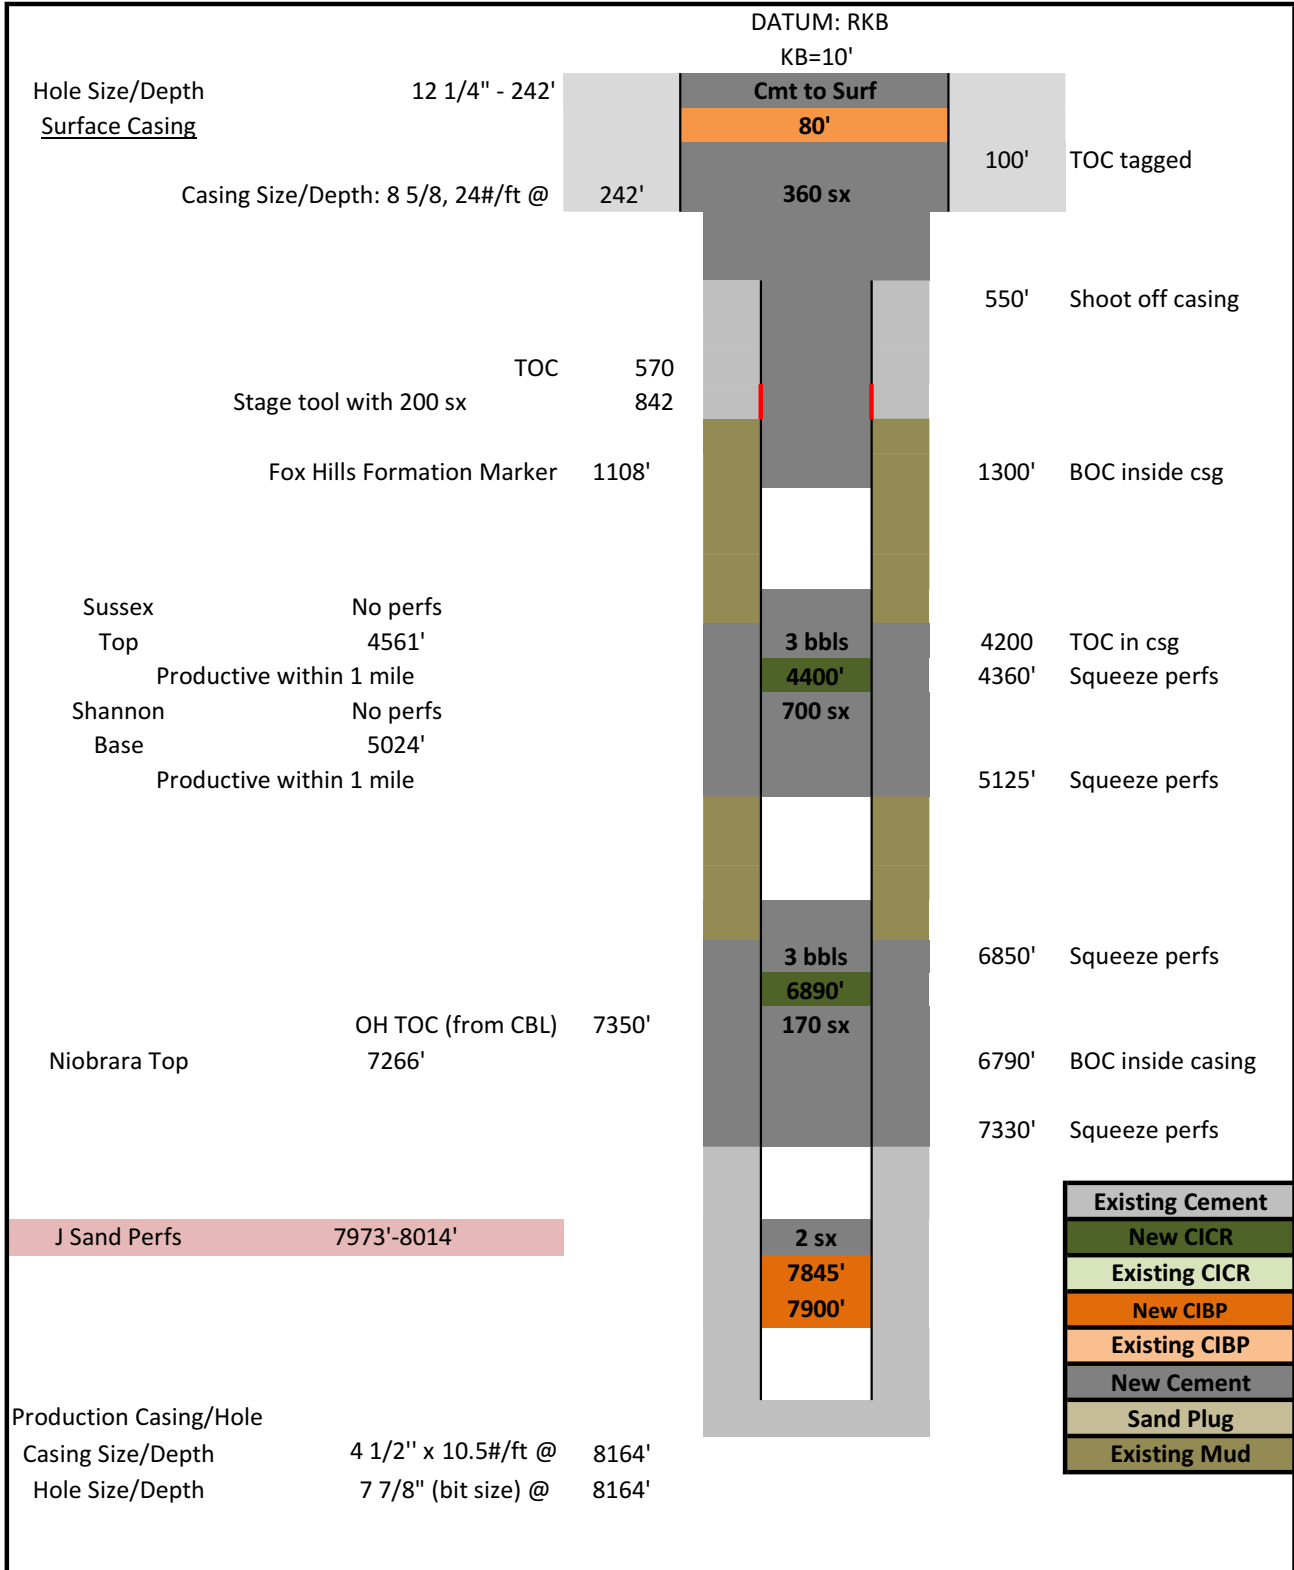 DATUM: RKB
KB=10'
Hole Size/Depth 12 1/4" - 242' Cmt to Surf
Surface Casing 80'
100' TOC tagged
Casing Size/Depth: 8 5/8, 24#/ft @ 242' 360 sx
550' Shoot off casing
TOC 570
Stage tool with 200 sx 842
Fox Hills Formation Marker 1108' 1300' BOC inside csg
Sussex No perfs
Top 4561' 3 bbls 4200 TOC in csg
Productive within 1 mile 4400' 4360' Squeeze perfs
Shannon No perfs 700 sx
Base 5024'
Productive within 1 mile 5125' Squeeze perfs
3 bbls 6850' Squeeze perfs
6890'
OH TOC (from CBL) 7350' 170 sx
Niobrara Top 7266' 6790' BOC inside casing
7330' Squeeze perfs
Existing Cement
J Sand Perfs 7973'-8014' 2 sx New CICR
7845' Existing CICR
7900' New CIBP
Existing CIBP
New Cement
Production Casing/Hole Sand Plug
Casing Size/Depth 4 1/2'' x 10.5#/ft @ 8164' Existing Mud
Hole Size/Depth 7 7/8" (bit size) @ 8164'